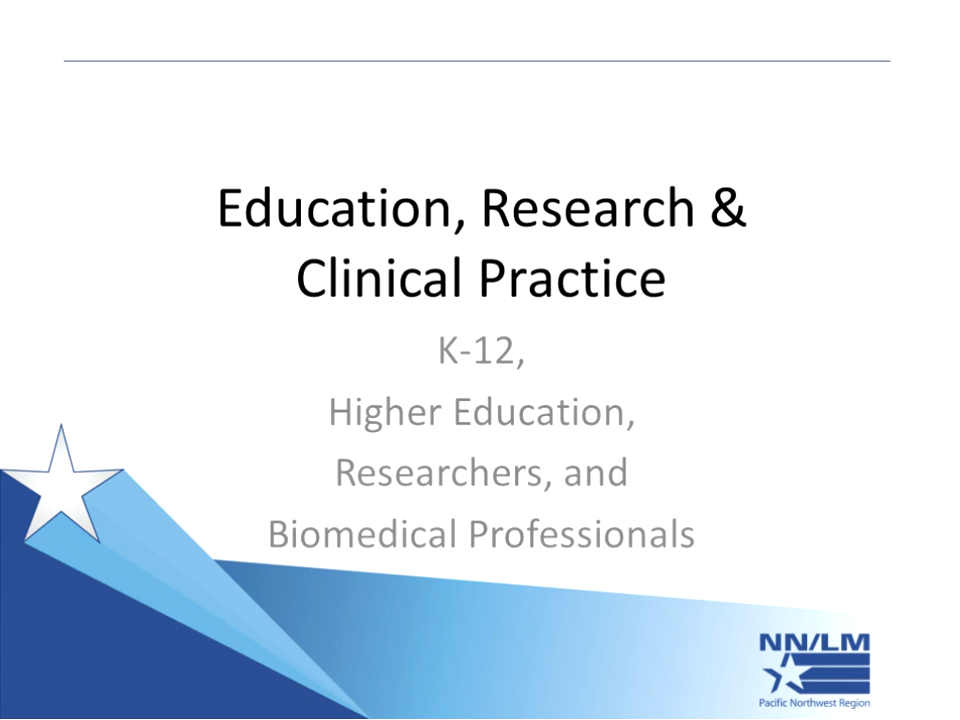 Education, Research &
Clinical Practice
K-12,
Higher Education,
Researchers, and
Biomedical Professionals
NN/LM
Pacific Northwest Region